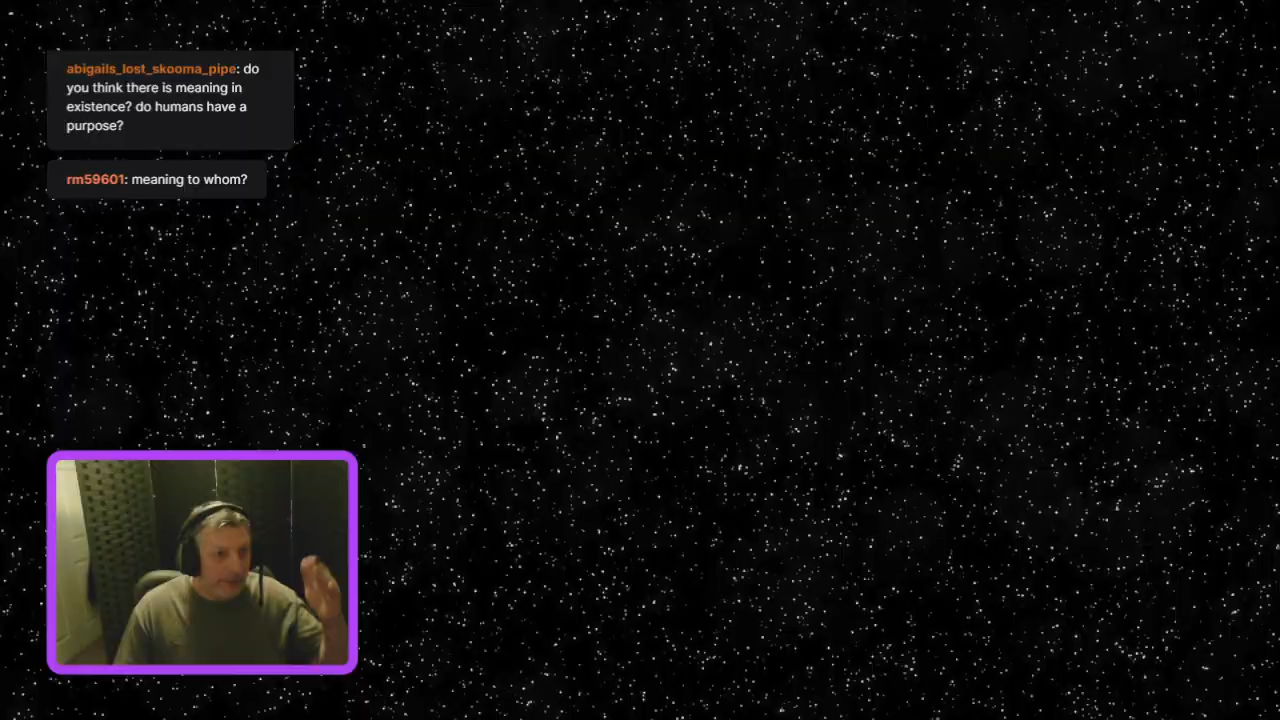 abigails_lost_skooma_pipe: do
you think there is meaning in
existence? do humans have a
purpose?
rm59601: meaning to whom?